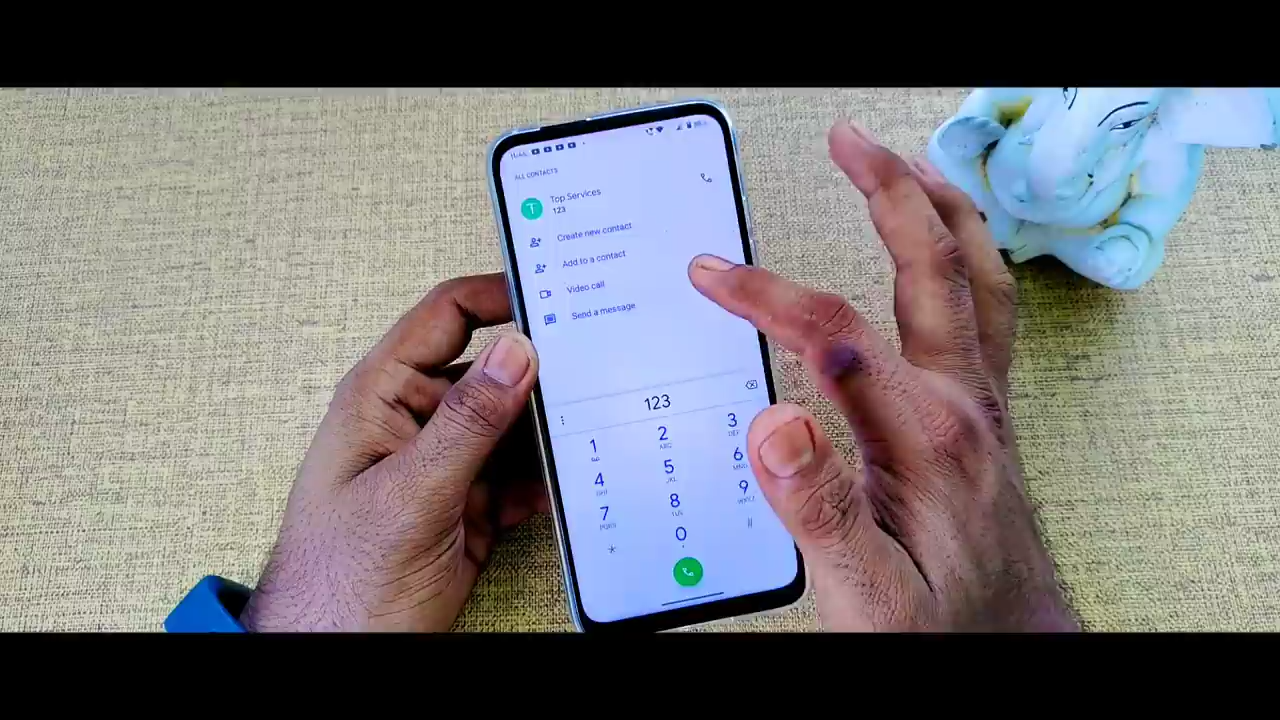 ALL CONTACTS
T
Top Services
123
Create new contact
Add to a contact
Video call
Send a message
123
1 2 3
ABC DEF
4 5 6
GHI JKL MNO
7 8 9
PQRS TUV WXYZ
* 0 #
+